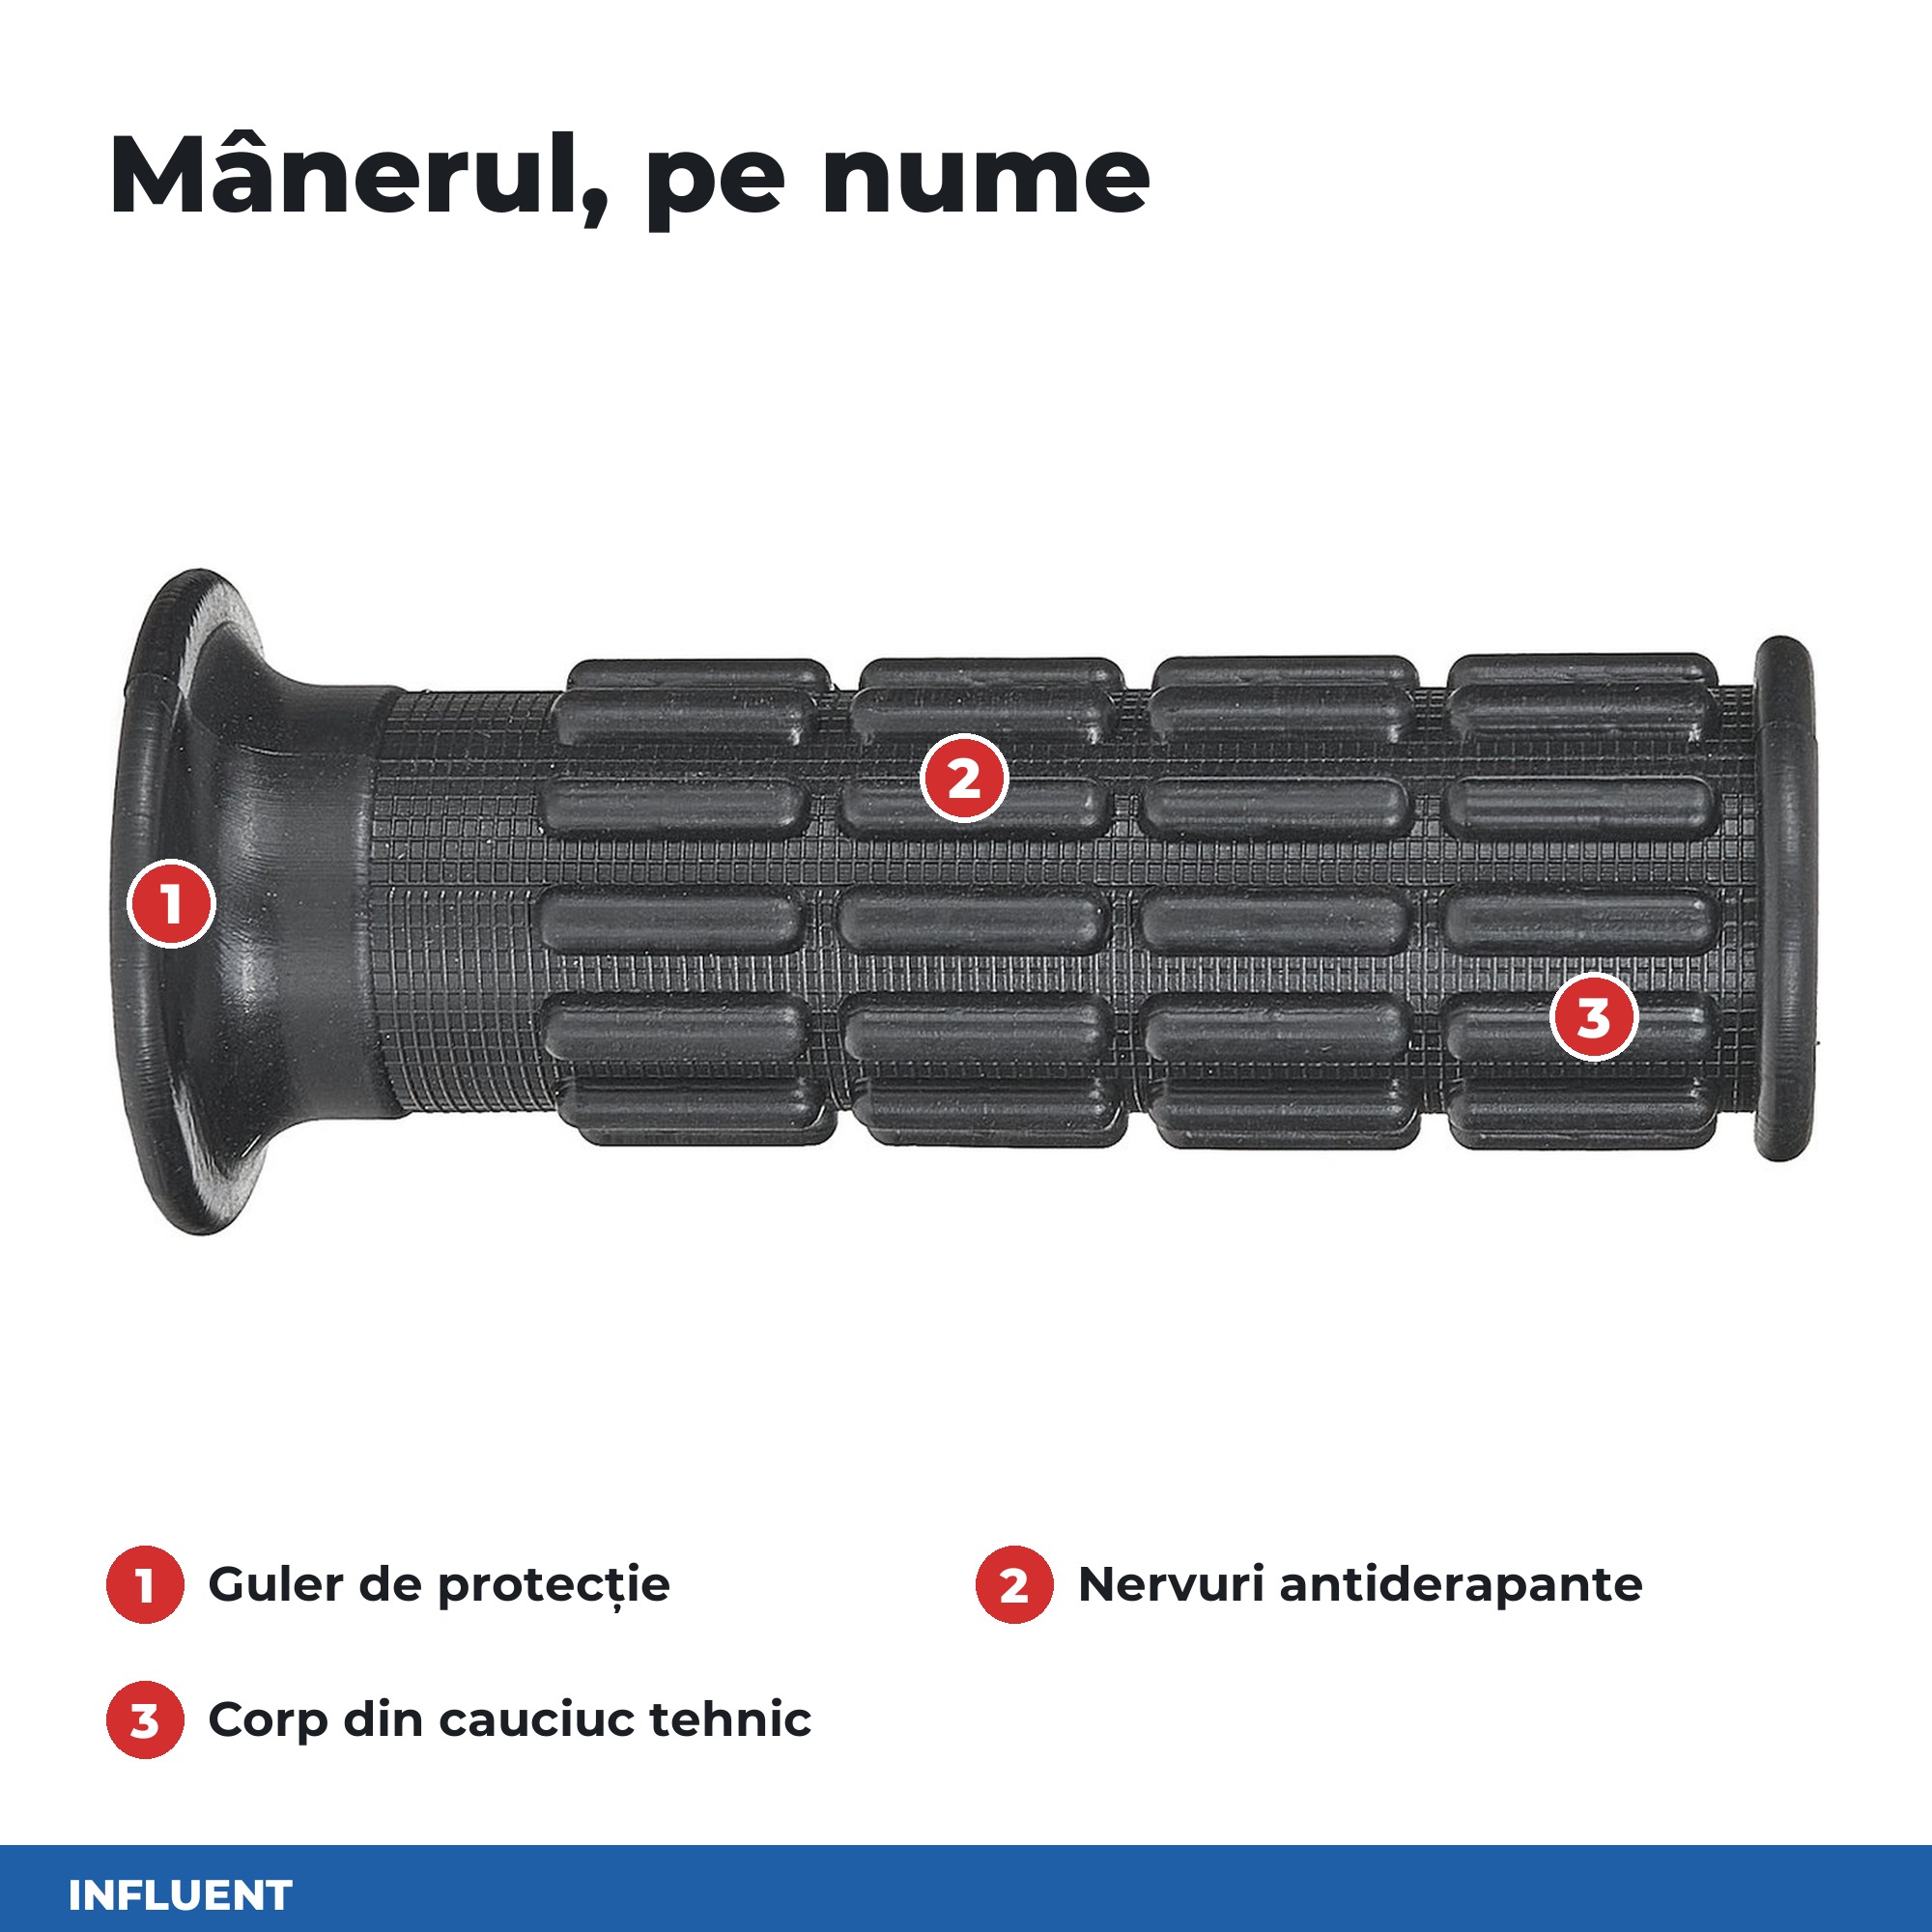 Mânerul, pe nume
2
1
3
1 Guler de protecție
2 Nervuri antiderapante
3 Corp din cauciuc tehnic
INFLUENT